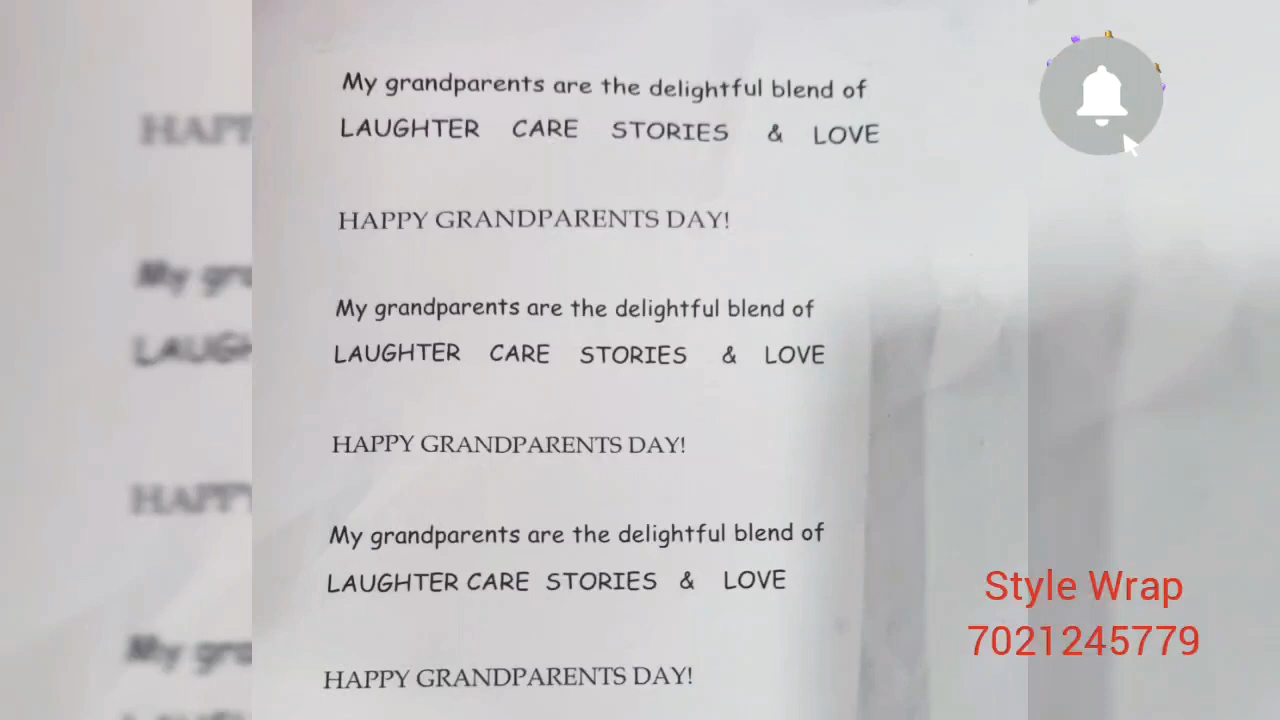 My grandparents are the delightful blend of
LAUGHTER CARE STORIES & LOVE
HAPPY GRANDPARENTS DAY!
My grandparents are the delightful blend of
LAUGHTER CARE STORIES & LOVE
HAPPY GRANDPARENTS DAY!
My grandparents are the delightful blend of
LAUGHTER CARE STORIES & LOVE
HAPPY GRANDPARENTS DAY!
Style Wrap
7021245779